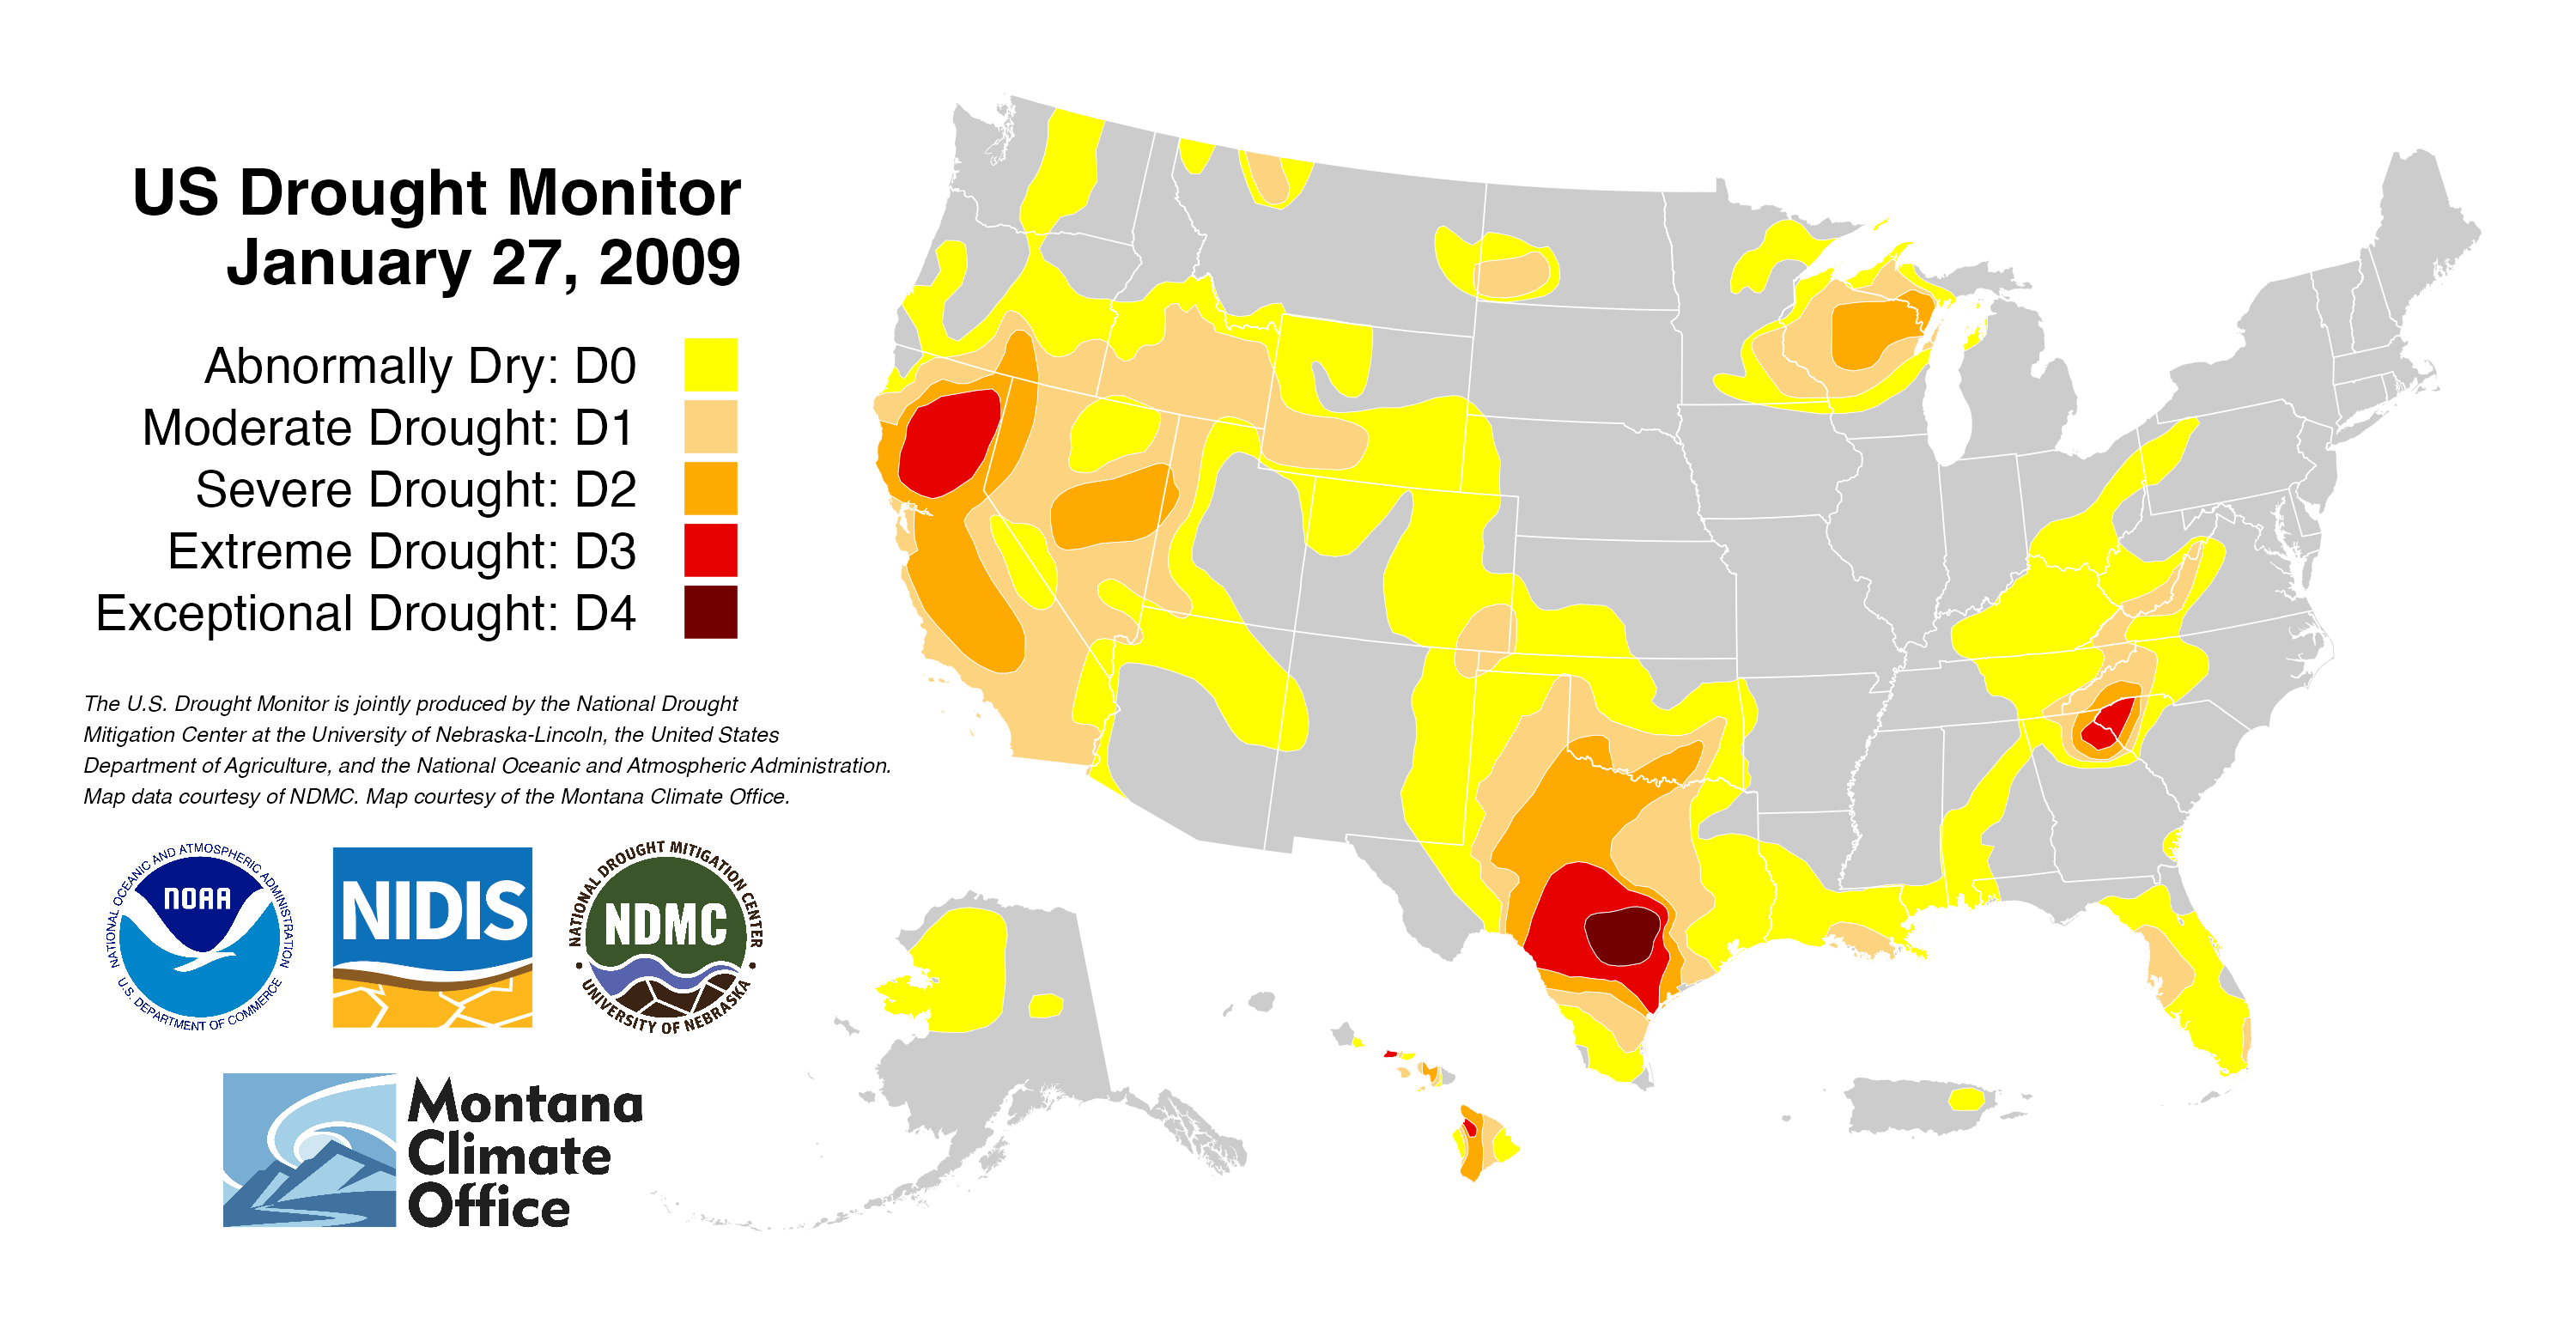 US Drought Monitor
January 27, 2009
Abnormally Dry: D0
Moderate Drought: D1
Severe Drought: D2
Extreme Drought: D3
Exceptional Drought: D4
The U.S. Drought Monitor is jointly produced by the National Drought
Mitigation Center at the University of Nebraska-Lincoln, the United States
Department of Agriculture, and the National Oceanic and Atmospheric Administration.
Map data courtesy of NDMC. Map courtesy of the Montana Climate Office.
NATIONAL OCEANIC AND ATMOSPHERIC ADMINISTRATION
NOAA
U.S. DEPARTMENT OF COMMERCE
NIDIS
NATIONAL DROUGHT MITIGATION CENTER
NDMC
UNIVERSITY OF NEBRASKA
Montana
Climate
Office